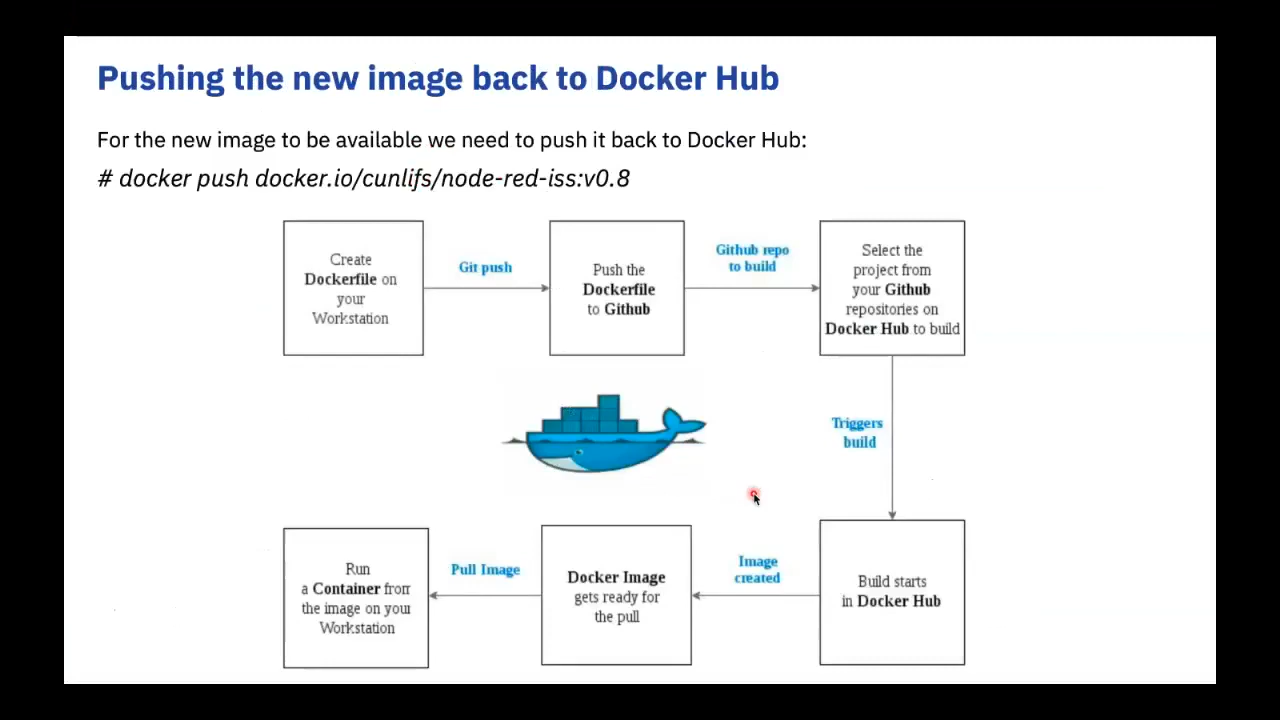 Pushing the new image back to Docker Hub
For the new image to be available we need to push it back to Docker Hub:
# docker push docker.io/cunlifs/node-red-iss:v0.8
Create
Dockerfile on
your
Workstation
Git push
Push the
Dockerfile
to Github
Github repo
to build
Select the
project from
your Github
repositories on
Docker Hub to build
Triggers
build
Build starts
in Docker Hub
Image
created
Docker Image
gets ready for
the pull
Pull Image
Run
a Container from
the image on your
Workstation